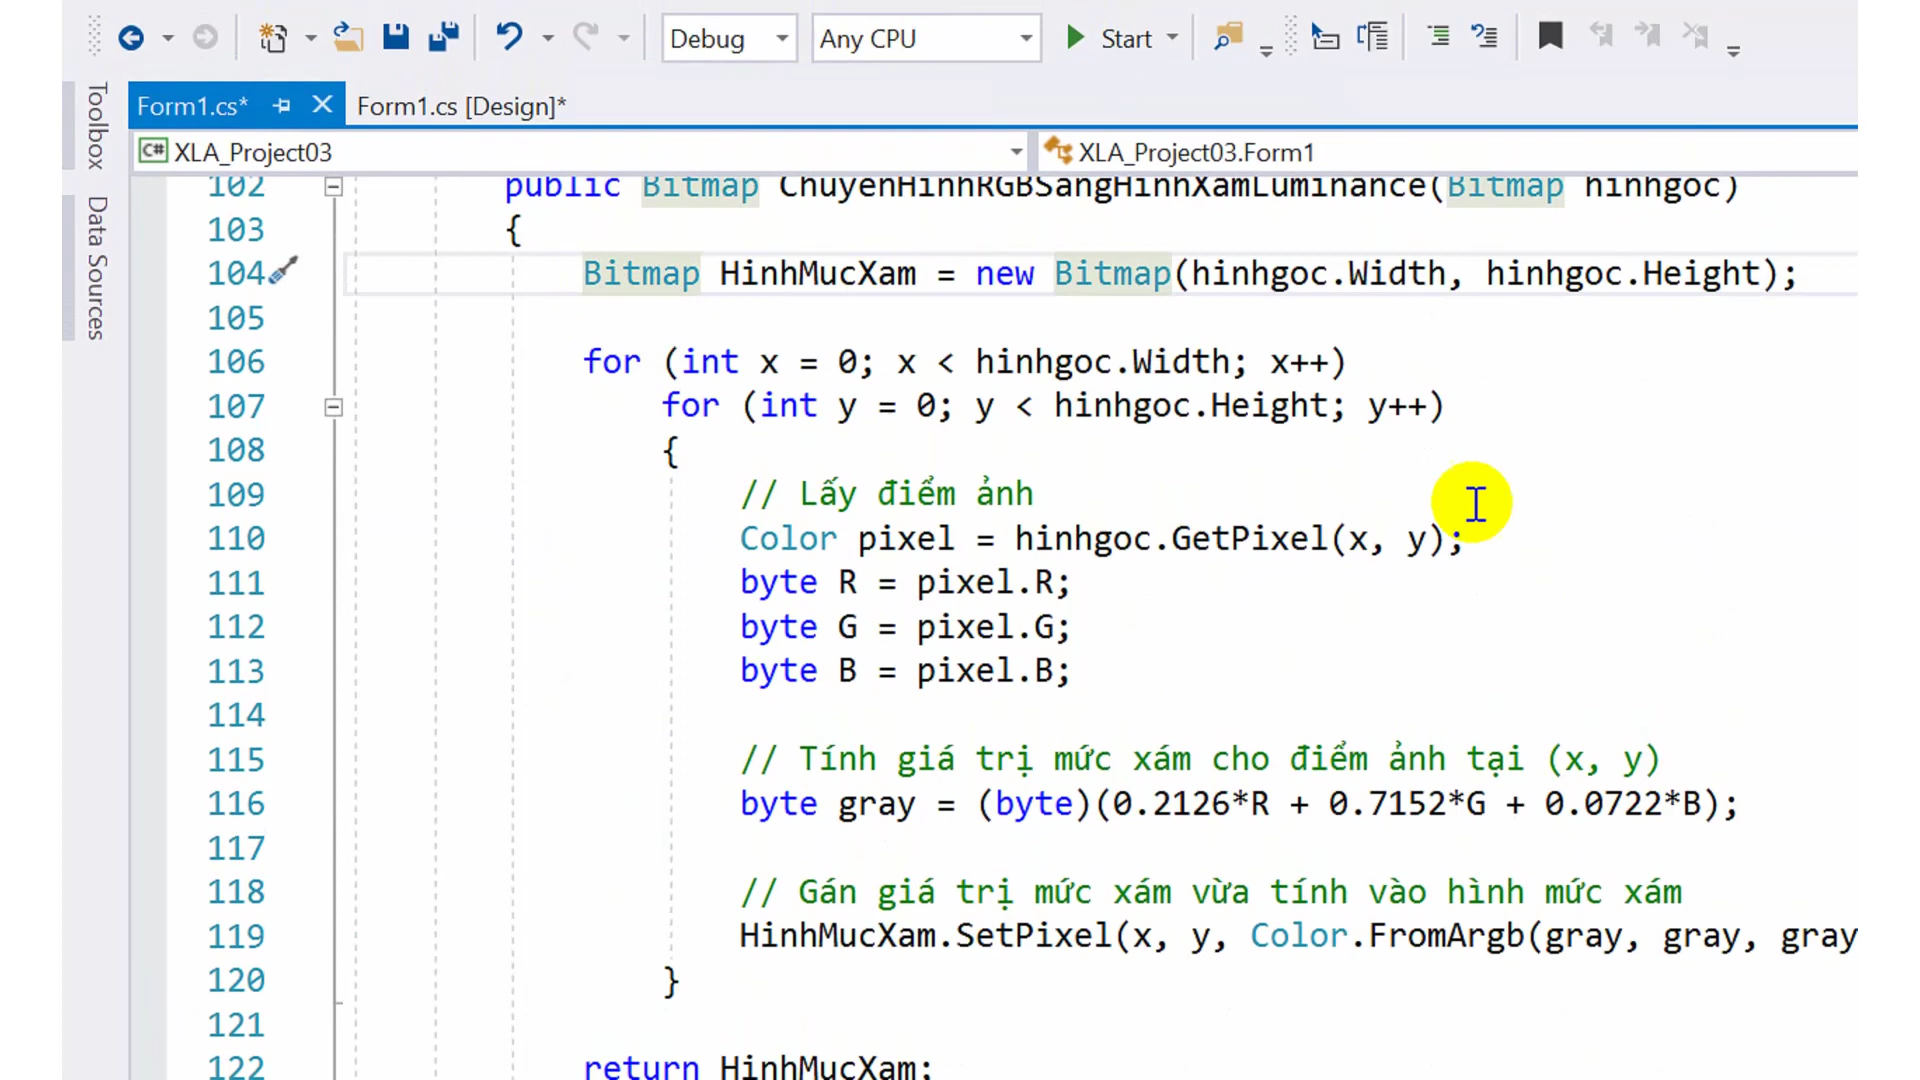 Debug Any CPU Start
Toolbox
Data Sources
Form1.cs* Form1.cs [Design]*
C# XLA_Project03 XLA_Project03.Form1
102 public Bitmap ChuyenHinhRGBSangHinhXamLuminance(Bitmap hinhgoc)
103 {
104 Bitmap HinhMucXam = new Bitmap(hinhgoc.Width, hinhgoc.Height);
105
106 for (int x = 0; x < hinhgoc.Width; x++)
107 for (int y = 0; y < hinhgoc.Height; y++)
108 {
109 // Lấy điểm ảnh
110 Color pixel = hinhgoc.GetPixel(x, y);
111 byte R = pixel.R;
112 byte G = pixel.G;
113 byte B = pixel.B;
114
115 // Tính giá trị mức xám cho điểm ảnh tại (x, y)
116 byte gray = (byte)(0.2126*R + 0.7152*G + 0.0722*B);
117
118 // Gán giá trị mức xám vừa tính vào hình mức xám
119 HinhMucXam.SetPixel(x, y, Color.FromArgb(gray, gray, gray
120 }
121
122 return HinhMucXam;